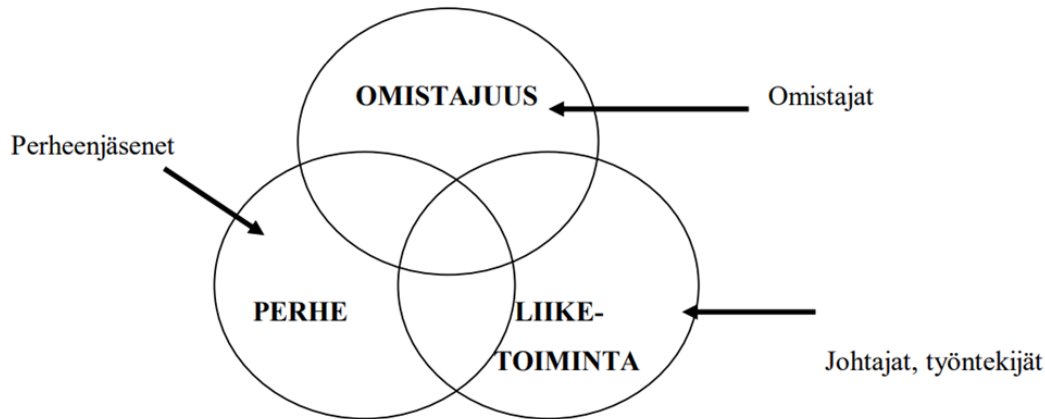 OMISTAJUUS
Omistajat
Perheenjäsenet
PERHE
LIIKE-
TOIMINTA
Johtajat, työntekijät